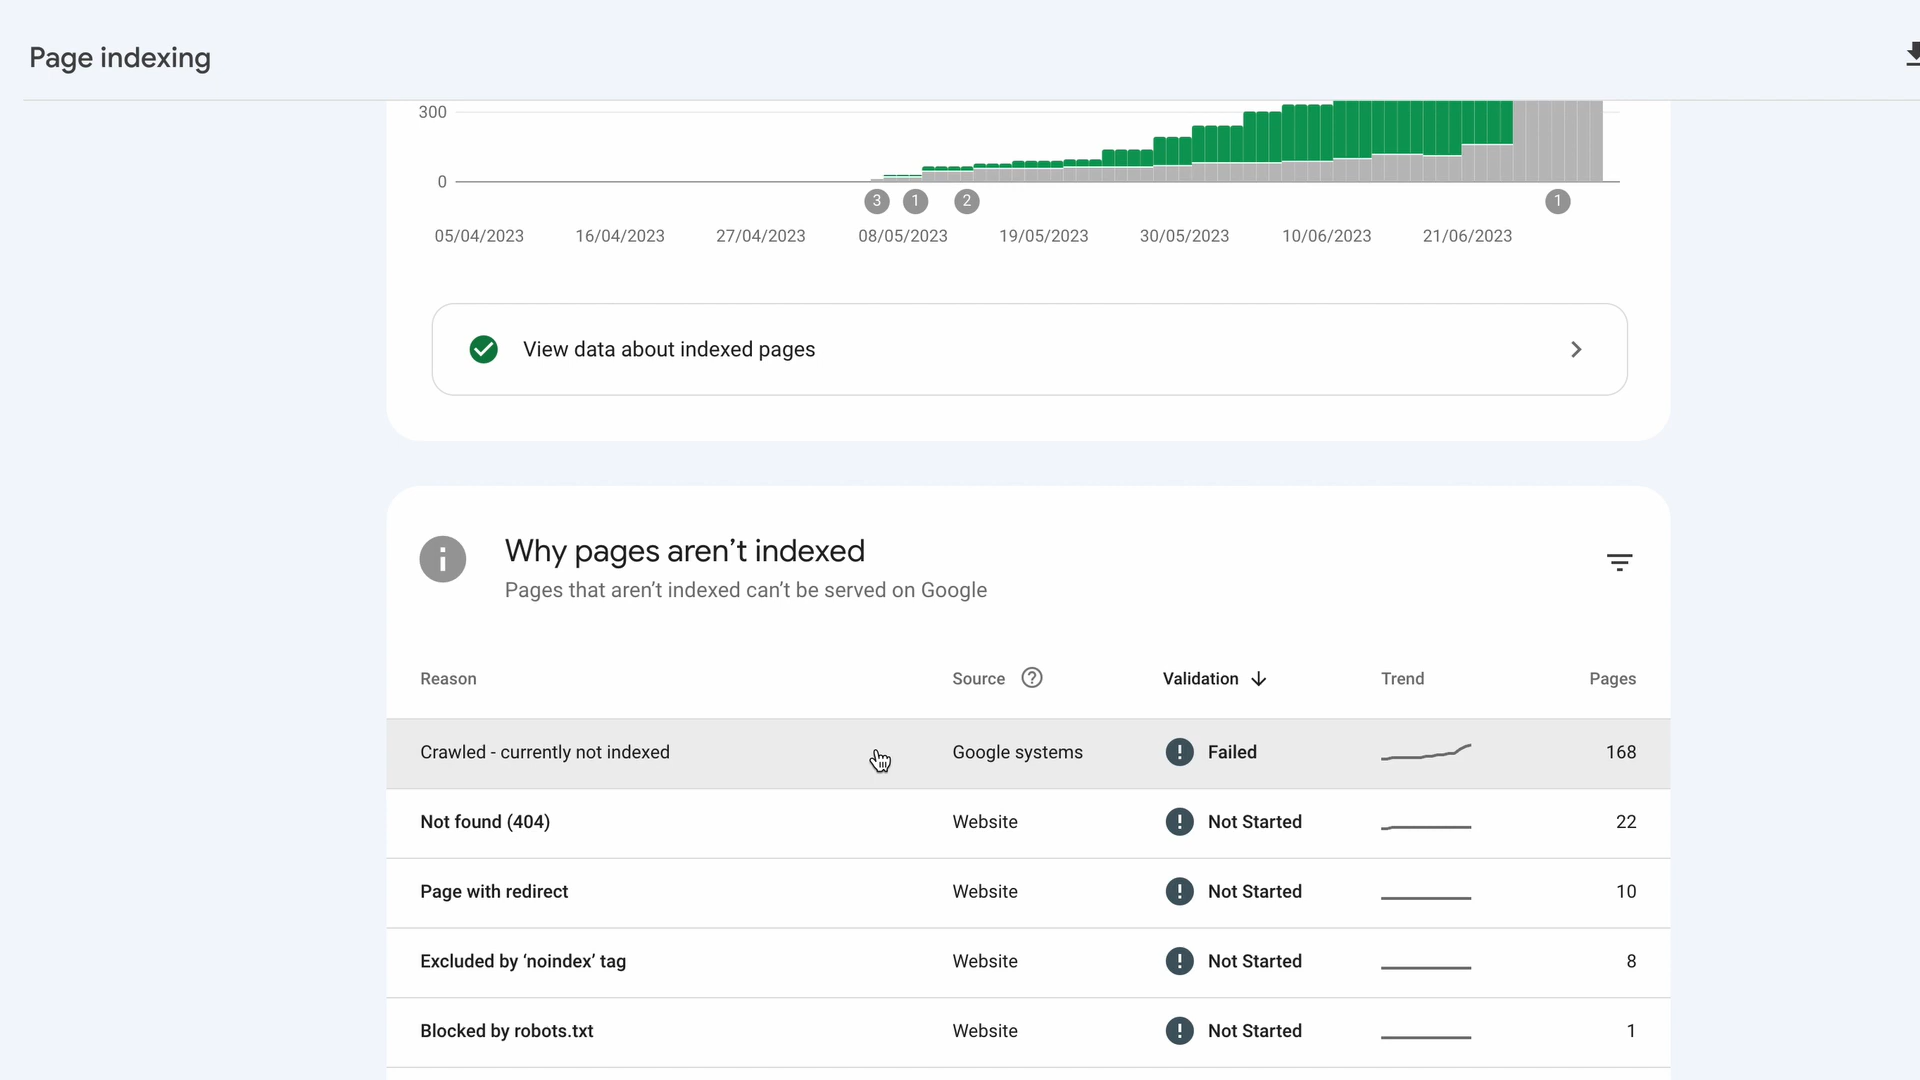 Page indexing
300
0
3 1 2 1
05/04/2023 16/04/2023 27/04/2023 08/05/2023 19/05/2023 30/05/2023 10/06/2023 21/06/2023
View data about indexed pages
Why pages aren’t indexed
Pages that aren’t indexed can’t be served on Google
Reason Source ? Validation Trend Pages
Crawled - currently not indexed Google systems Failed 168
Not found (404) Website Not Started 22
Page with redirect Website Not Started 10
Excluded by ‘noindex’ tag Website Not Started 8
Blocked by robots.txt Website Not Started 1